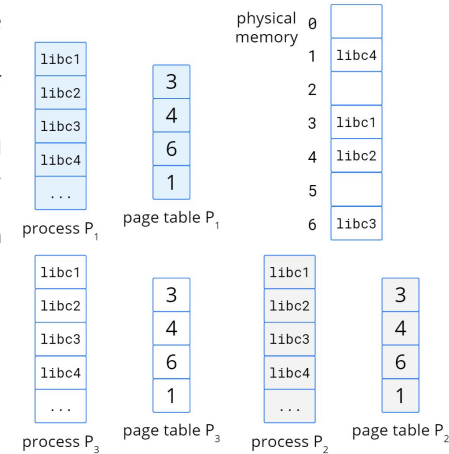 physical
memory
0
1 libc4
2
3 libc1
4 libc2
5
6 libc3
libc1
libc2
libc3
libc4
...
process P1
3
4
6
1
page table P1
libc1
libc2
libc3
libc4
...
process P3
3
4
6
1
page table P3
libc1
libc2
libc3
libc4
...
process P2
3
4
6
1
page table P2